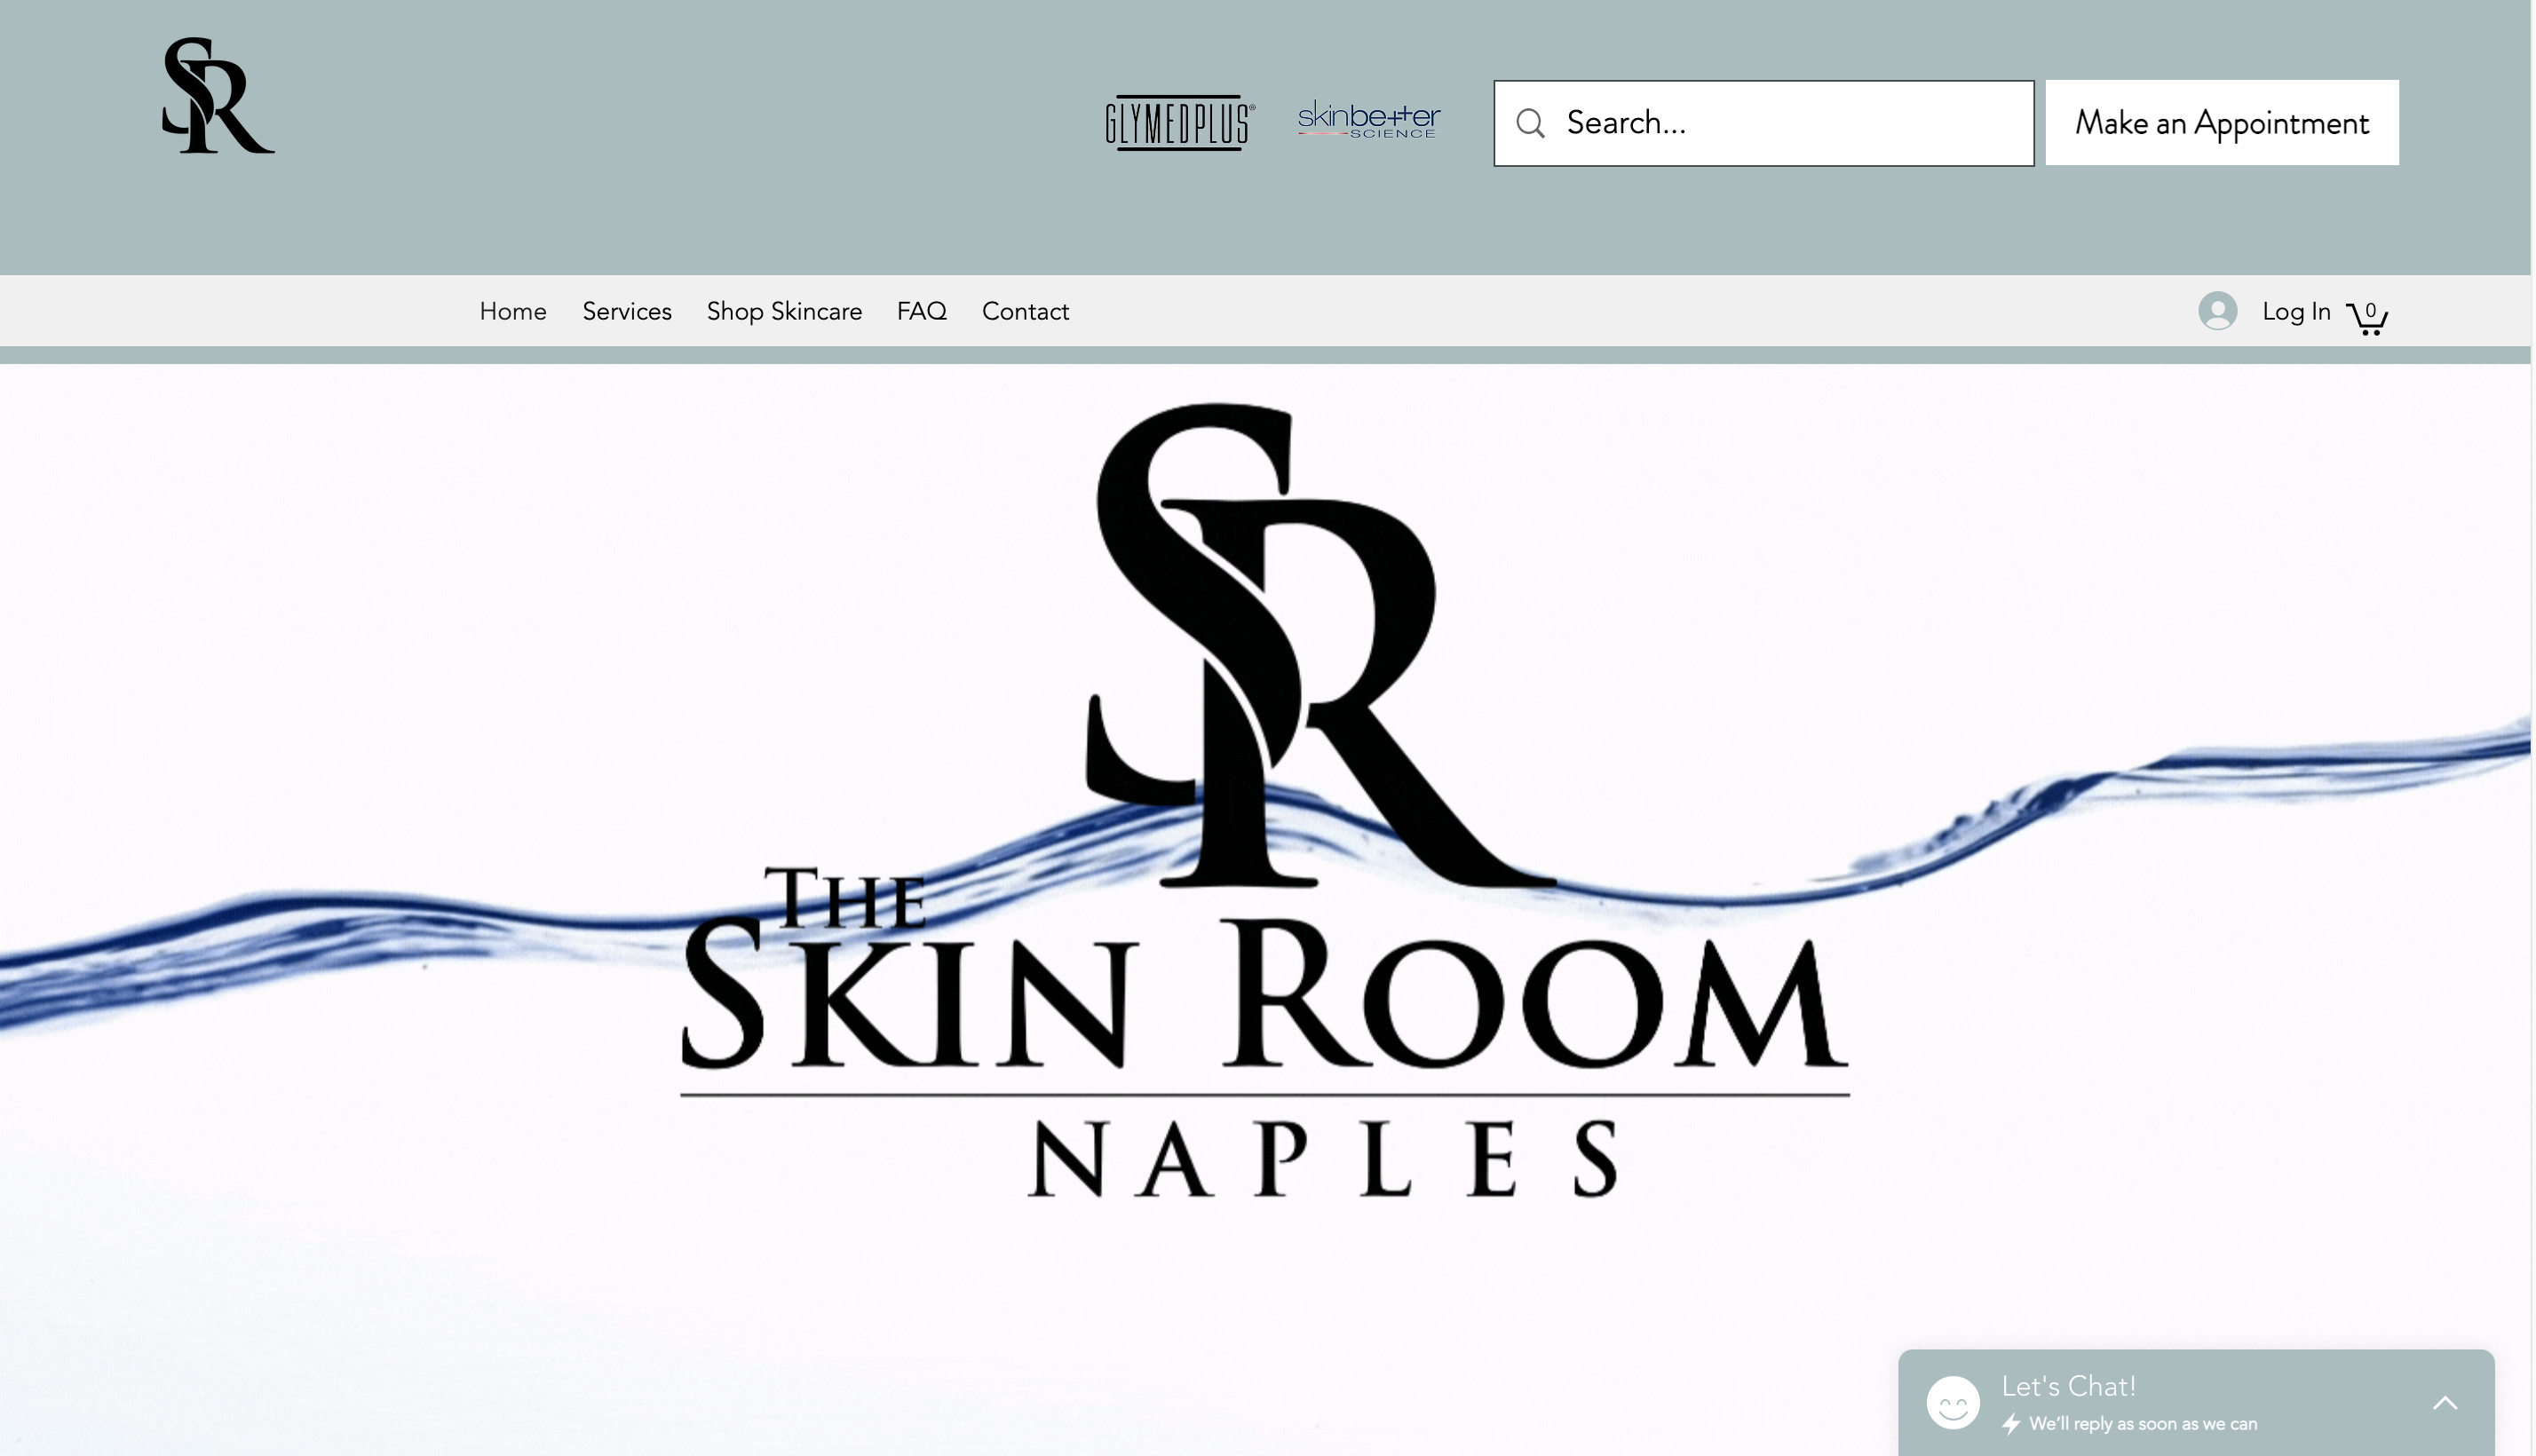 SR
GLYMEDPLUS®
skinbetter
SCIENCE
Search...
Make an Appointment
Home Services Shop Skincare FAQ Contact
Log In 0
SR
THE
SKIN ROOM
NAPLES
Let's Chat!
We'll reply as soon as we can